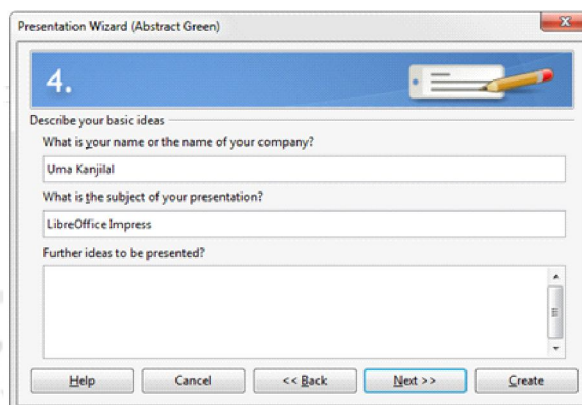 Presentation Wizard (Abstract Green)
4.
Describe your basic ideas
What is your name or the name of your company?
Uma Kanjilal
What is the subject of your presentation?
LibreOffice Impress
Further ideas to be presented?
Help Cancel << Back Next >> Create